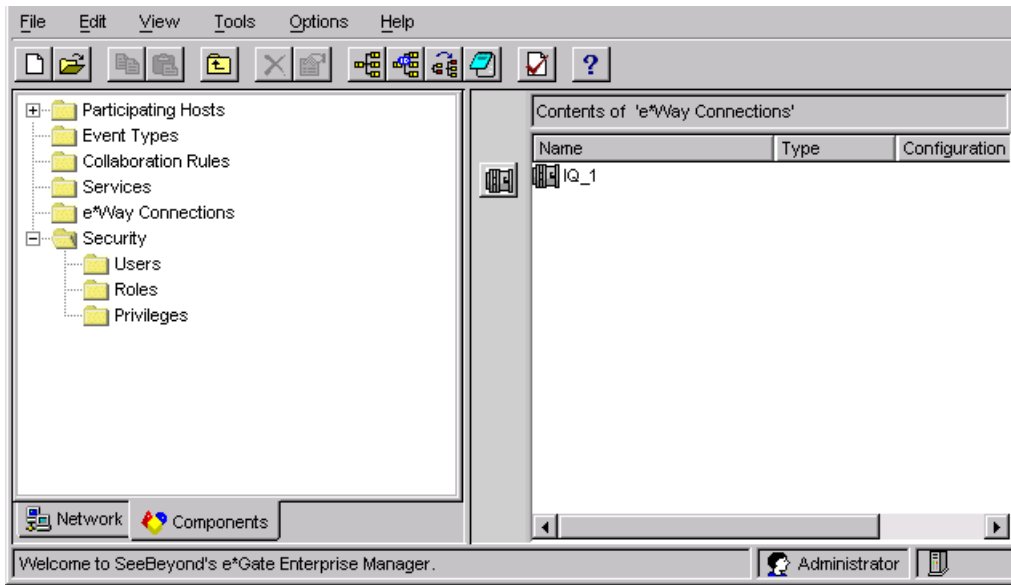 File Edit View Tools Options Help
?
Participating Hosts
Event Types
Collaboration Rules
Services
e*Way Connections
Security
Users
Roles
Privileges
Contents of 'e*Way Connections'
Name Type Configuration
IQ_1
Network Components
Welcome to SeeBeyond's e*Gate Enterprise Manager. Administrator